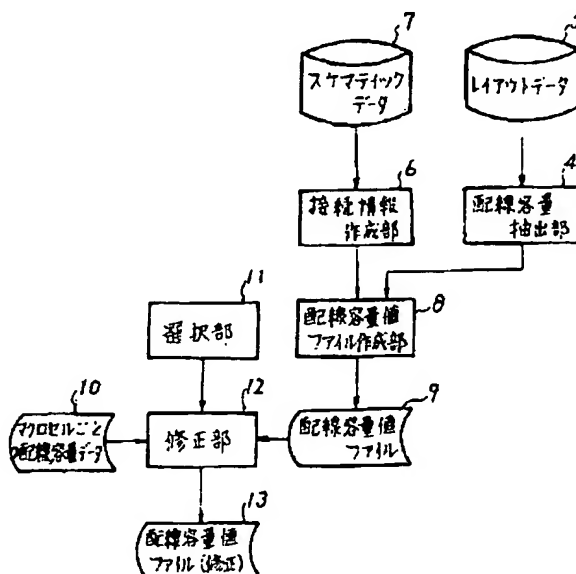 7
スケマティック
データ
レイアウトデータ
6
接続情報
作成部
4
配線容量
抽出部
11
選択部
8
配線容量値
ファイル作成部
10
マクロセルごと
の配線容量データ
12
修正部
9
配線容量値
ファイル
13
配線容量値
ファイル(修正)